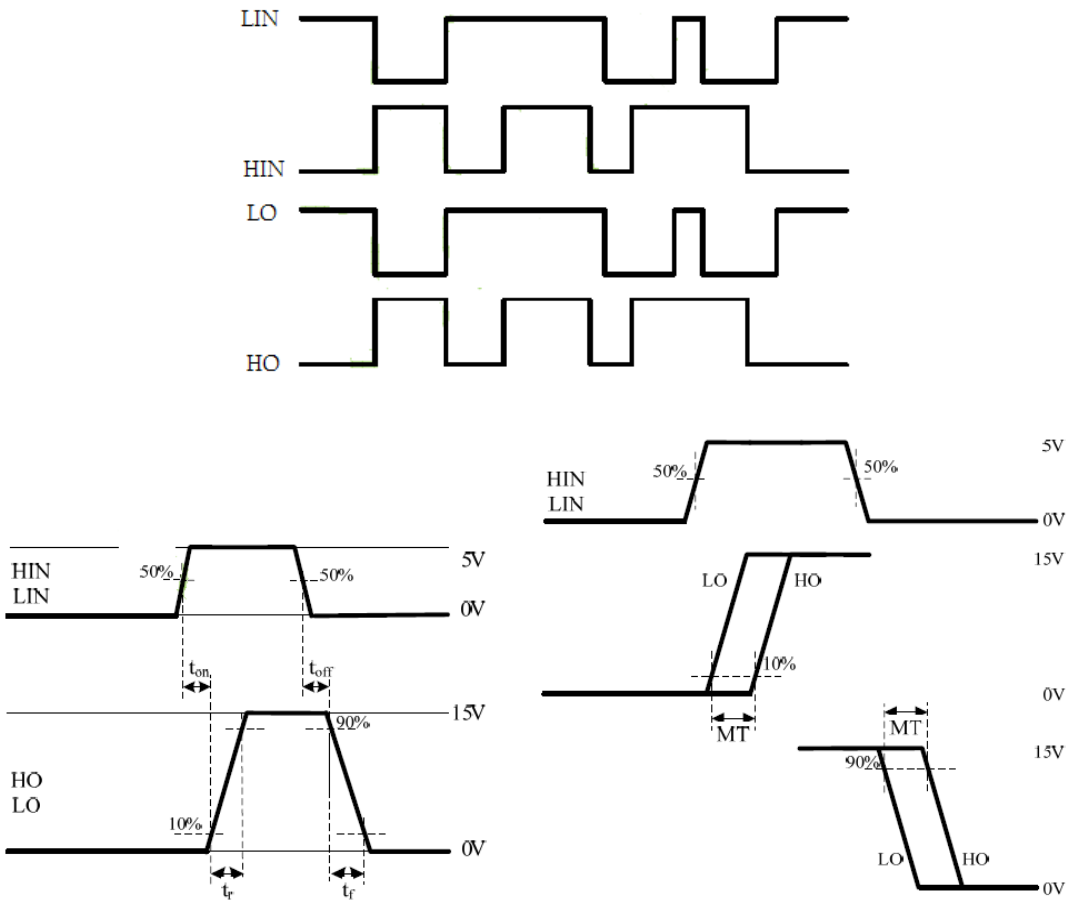 LIN
HIN
LO
HO
HIN
LIN
50%
50%
5V
0V
t_on
t_off
HO
LO
10%
90%
15V
0V
t_r
t_f
HIN
LIN
50%
50%
5V
0V
LO
HO
10%
15V
0V
MT
MT
90%
15V
LO
HO
0V